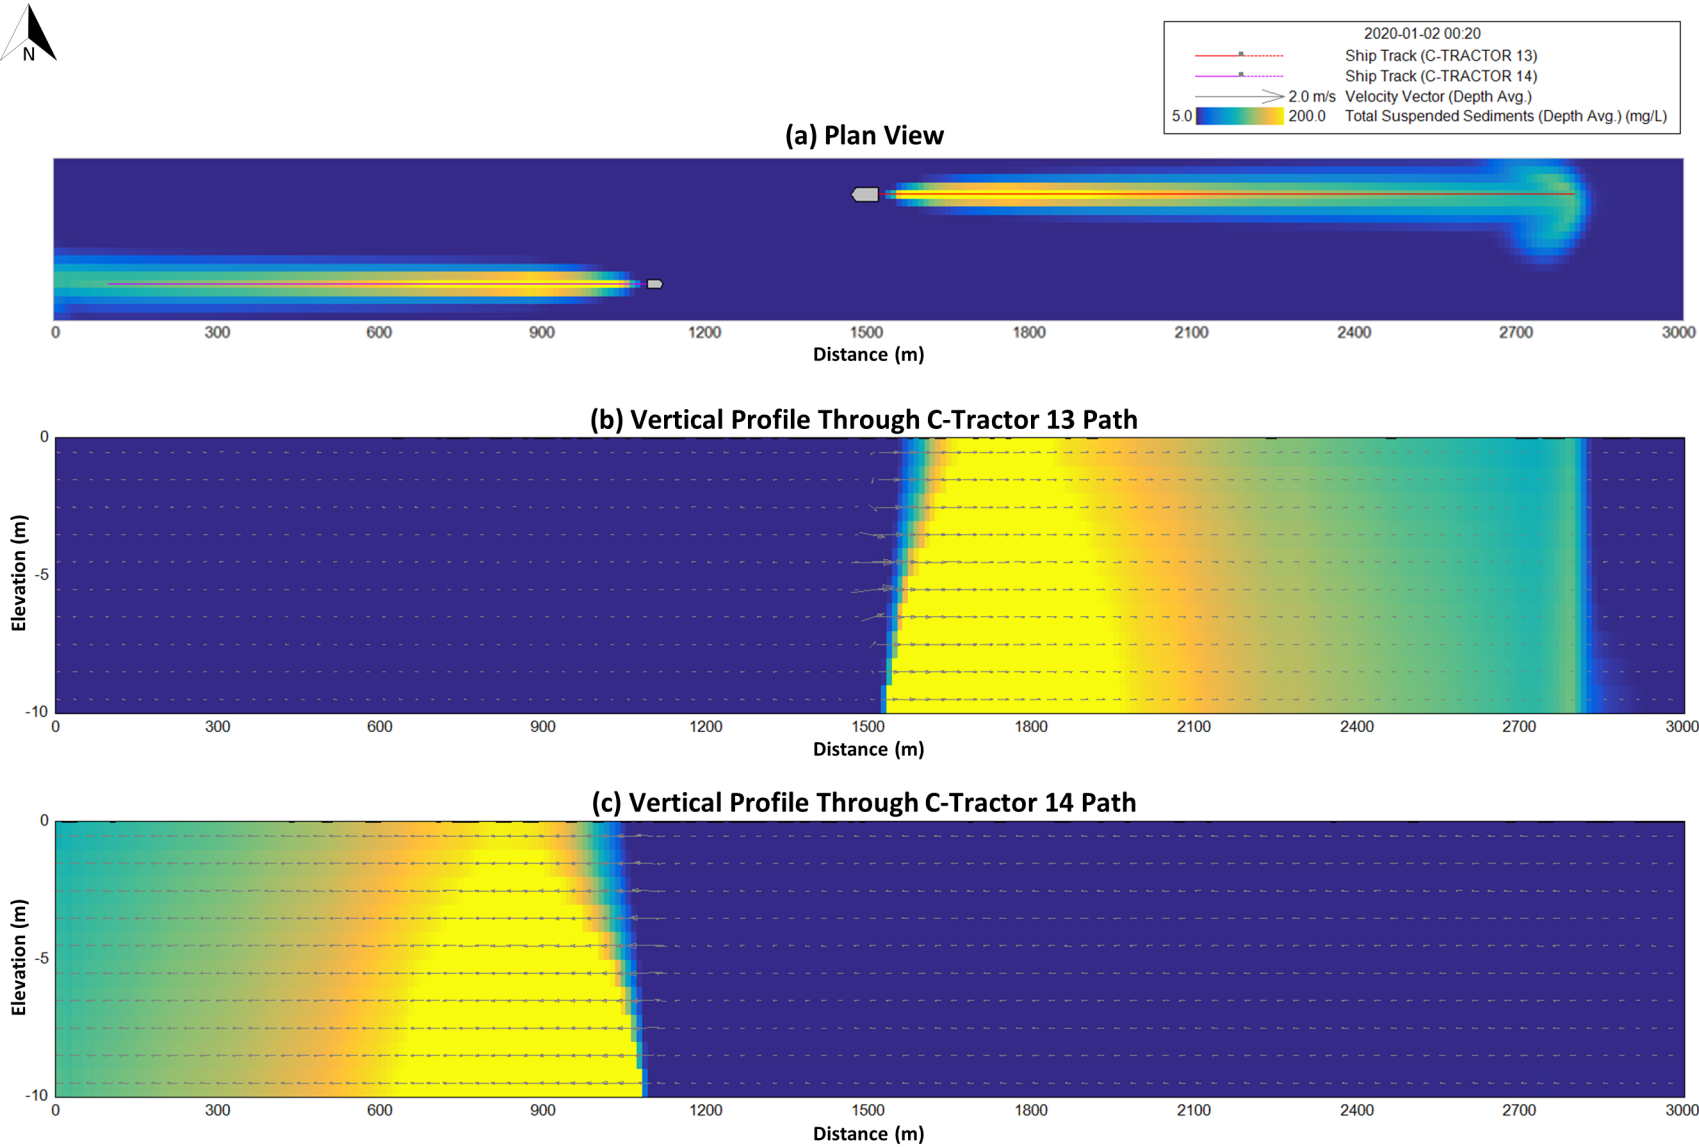 N
2020-01-02 00:20
Ship Track (C-TRACTOR 13)
Ship Track (C-TRACTOR 14)
2.0 m/s Velocity Vector (Depth Avg.)
5.0 200.0 Total Suspended Sediments (Depth Avg.) (mg/L)
(a) Plan View
0 300 600 900 1200 1500 1800 2100 2400 2700 3000
Distance (m)
(b) Vertical Profile Through C-Tractor 13 Path
0
-5
-10
Elevation (m)
0 300 600 900 1200 1500 1800 2100 2400 2700 3000
Distance (m)
(c) Vertical Profile Through C-Tractor 14 Path
0
-5
-10
Elevation (m)
0 300 600 900 1200 1500 1800 2100 2400 2700 3000
Distance (m)